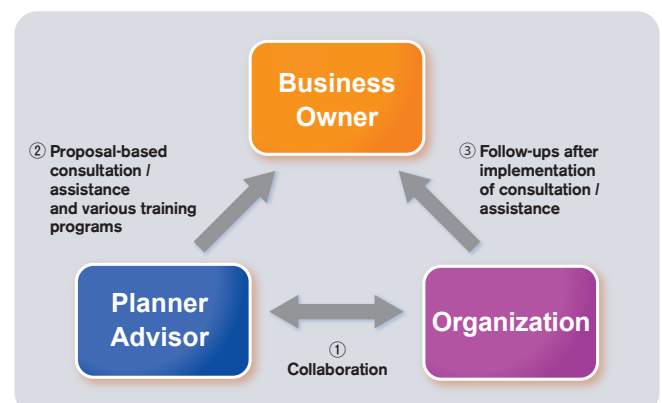 Business
Owner
② Proposal-based
consultation /
assistance
and various training
programs
③ Follow-ups after
implementation
of consultation /
assistance
Planner
Advisor
Organization
①
Collaboration